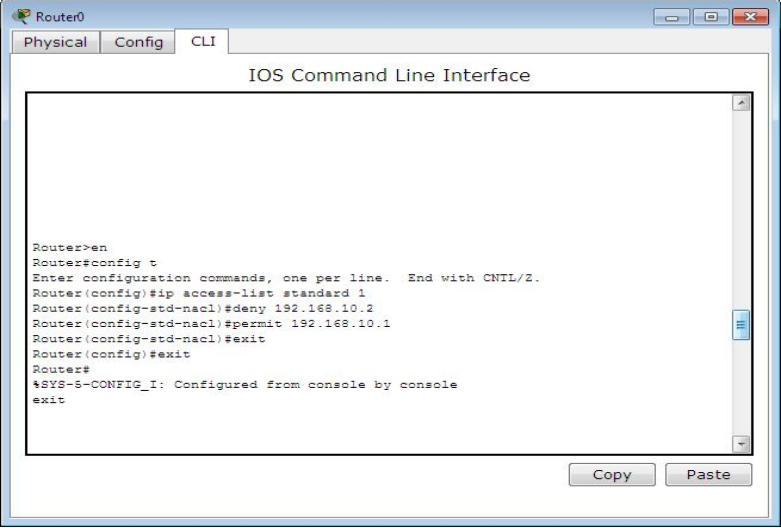 Router0
Physical Config CLI
IOS Command Line Interface
Router>en
Router#config t
Enter configuration commands, one per line.  End with CNTL/Z.
Router(config)#ip access-list standard 1
Router(config-std-nacl)#deny 192.168.10.2
Router(config-std-nacl)#permit 192.168.10.1
Router(config-std-nacl)#exit
Router(config)#exit
Router#
%SYS-5-CONFIG_I: Configured from console by console
exit
Copy Paste